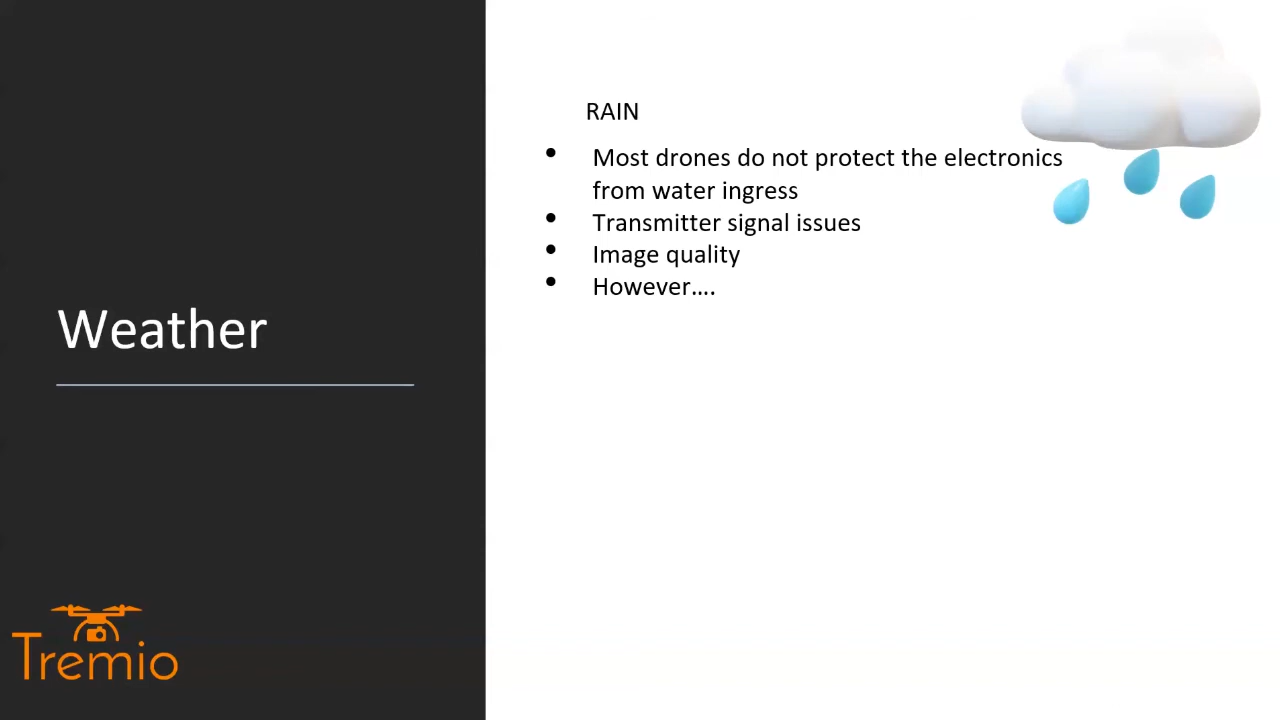 Weather
RAIN
• Most drones do not protect the electronics
from water ingress
• Transmitter signal issues
• Image quality
• However....
Tremio